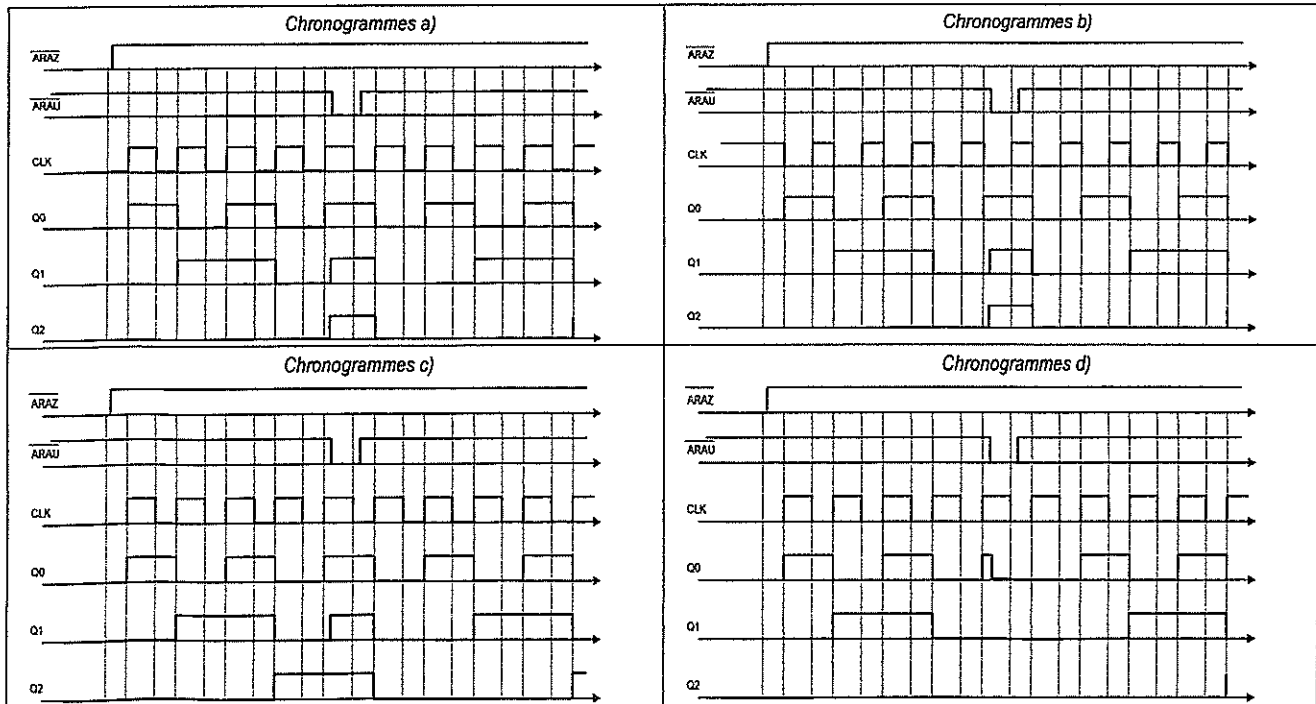 Chronogrammes a)
ARAZ
ARAU
CLK
Q0
Q1
Q2
Chronogrammes b)
ARAZ
ARAU
CLK
Q0
Q1
Q2
Chronogrammes c)
ARAZ
ARAU
CLK
Q0
Q1
Q2
Chronogrammes d)
ARAZ
ARAU
CLK
Q0
Q1
Q2